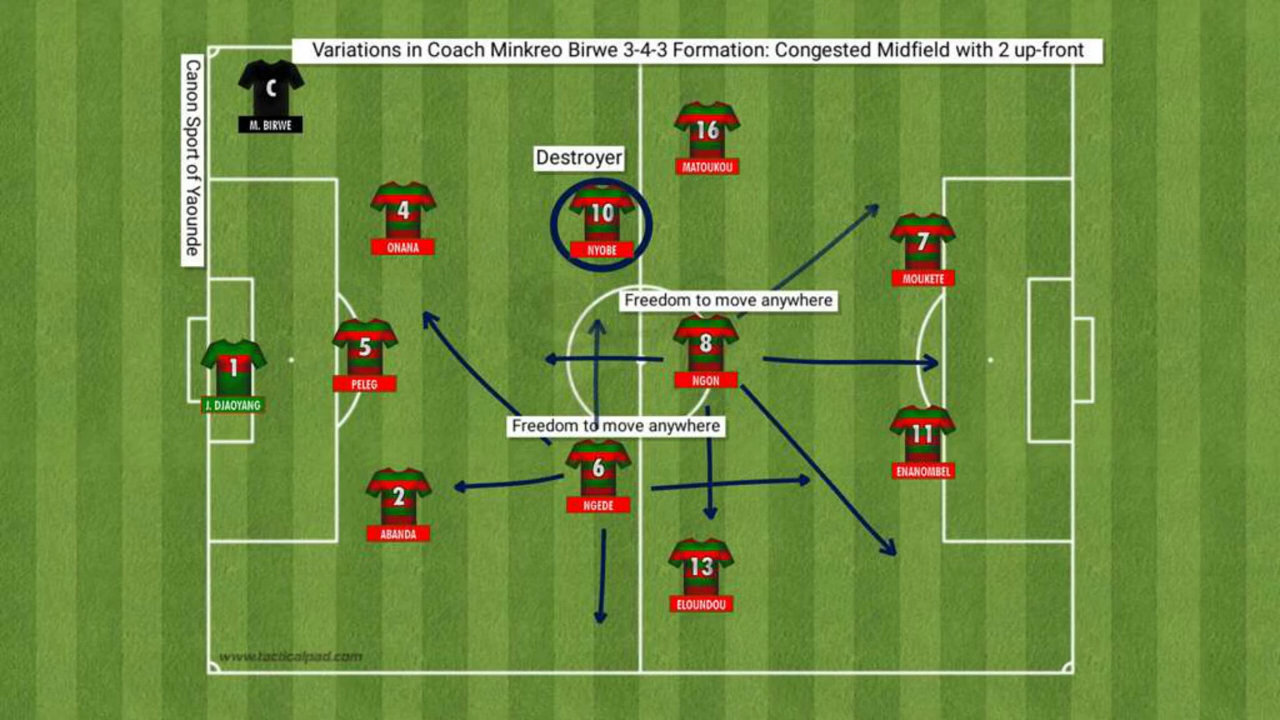 Variations in Coach Minkreo Birwe 3-4-3 Formation: Congested Midfield with 2 up-front
Canon Sport of Yaounde
C
M. BIRWE
16
MATOUKOU
Destroyer
4
ONANA
10
NYOBE
7
MOUKETE
Freedom to move anywhere
8
NGON
5
PELEG
1
J. DJAOYANG
Freedom to move anywhere
11
ENANOMBEL
6
NGEDE
2
ABANDA
13
ELOUNDOU
www.tacticalpad.com